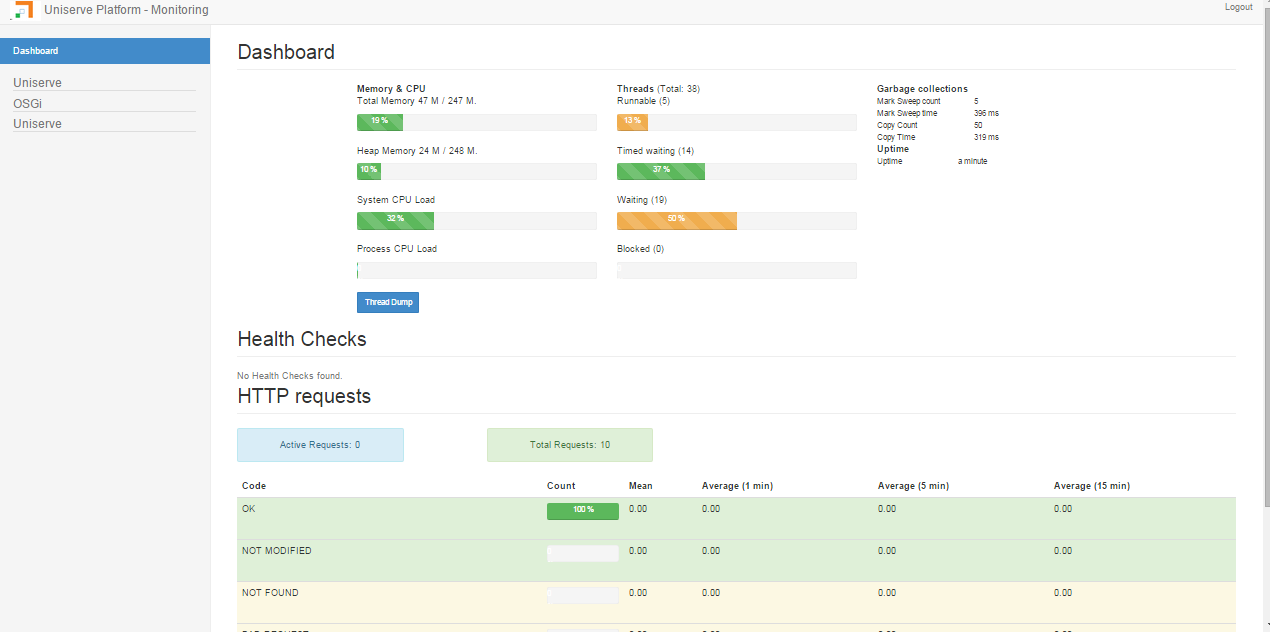 Uniserve Platform - Monitoring
Logout
Dashboard
Uniserve
OSGi
Uniserve
Dashboard
Memory & CPU
Total Memory 47 M / 247 M.
19 %
Heap Memory 24 M / 248 M.
10 %
System CPU Load
32 %
Process CPU Load
Thread Dump
Threads (Total: 38)
Runnable (5)
13 %
Timed waiting (14)
37 %
Waiting (19)
50 %
Blocked (0)
Garbage collections
Mark Sweep count 5
Mark Sweep time 396 ms
Copy Count 50
Copy Time 319 ms
Uptime
Uptime a minute
Health Checks
No Health Checks found.
HTTP requests
Active Requests: 0
Total Requests: 10
Code Count Mean Average (1 min) Average (5 min) Average (15 min)
OK 100 % 0.00 0.00 0.00 0.00
NOT MODIFIED 0.00 0.00 0.00 0.00
NOT FOUND 0.00 0.00 0.00 0.00